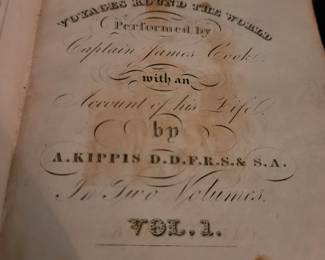 VOYAGES ROUND THE WORLD
Performed by
Captain James Cook
with an
Account of his Life
by
A. KIPPIS D.D.F.R.S. & S.A.
In Two Volumes.
VOL. 1.